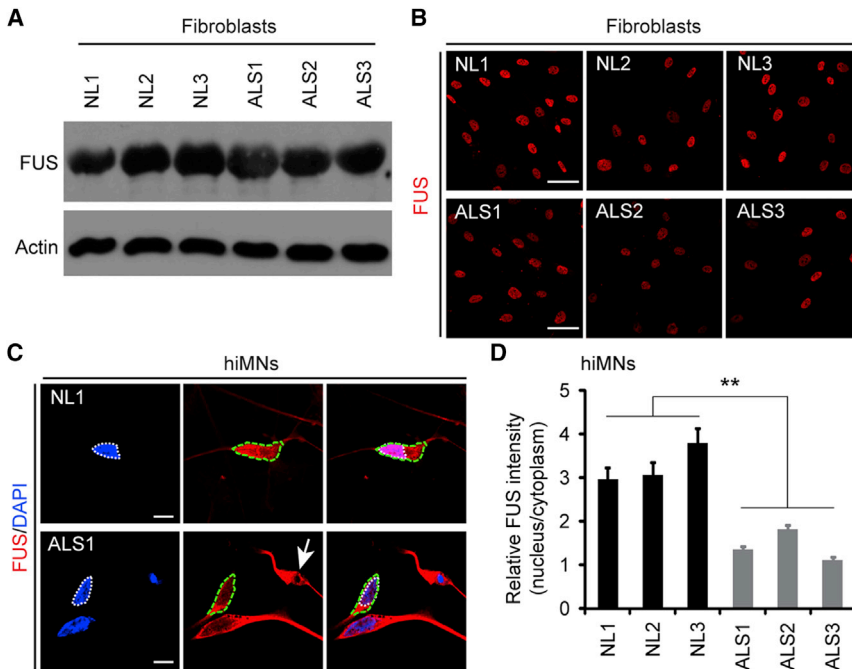 A
Fibroblasts
NL1 NL2 NL3 ALS1 ALS2 ALS3
FUS
Actin
B
Fibroblasts
FUS
NL1 NL2 NL3
ALS1 ALS2 ALS3
C
hiMNs
FUS/DAPI
NL1
ALS1
D
hiMNs
Relative FUS intensity
(nucleus/cytoplasm)
5
4
3
2
1
0
**
NL1 NL2 NL3 ALS1 ALS2 ALS3